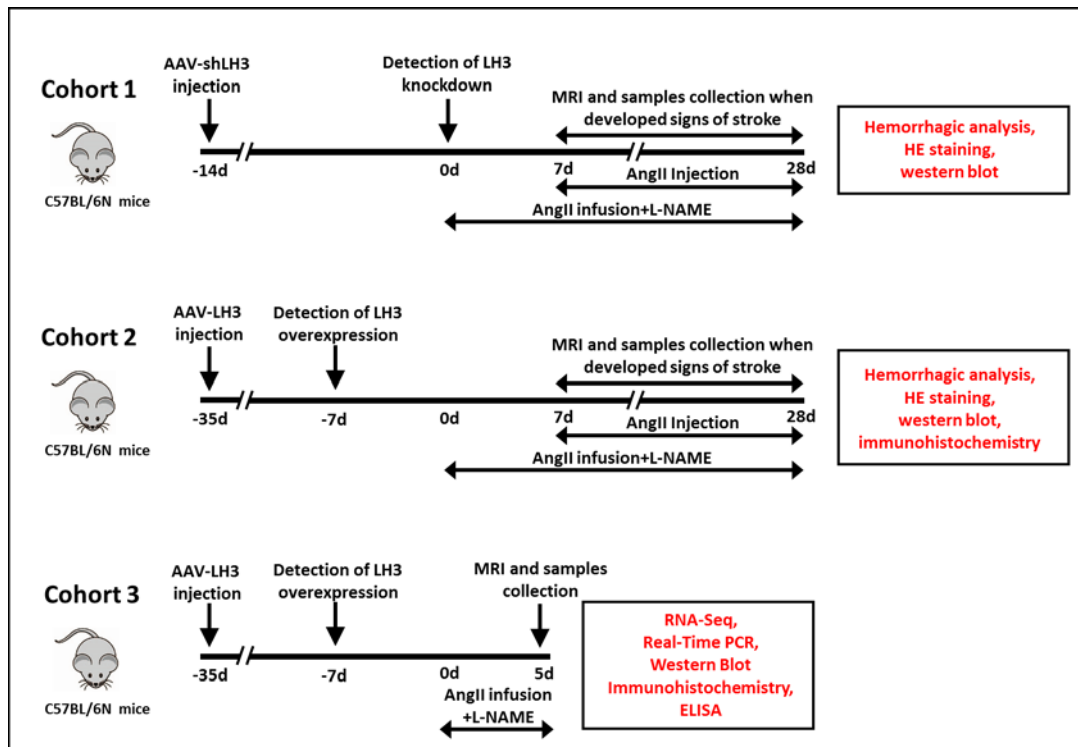 AAV-shLH3
injection
Detection of LH3
knockdown
Cohort 1
MRI and samples collection when
developed signs of stroke
Hemorrhagic analysis,
HE staining,
western blot
-14d
0d
7d
28d
AngII Injection
C57BL/6N mice
AngII infusion+L-NAME
AAV-LH3
injection
Detection of LH3
overexpression
Cohort 2
MRI and samples collection when
developed signs of stroke
Hemorrhagic analysis,
HE staining,
western blot,
immunohistochemistry
-35d
-7d
0d
7d
28d
AngII Injection
C57BL/6N mice
AngII infusion+L-NAME
AAV-LH3
injection
Detection of LH3
overexpression
MRI and samples
collection
Cohort 3
RNA-Seq,
Real-Time PCR,
Western Blot
Immunohistochemistry,
ELISA
-35d
-7d
0d
5d
AngII infusion
+L-NAME
C57BL/6N mice